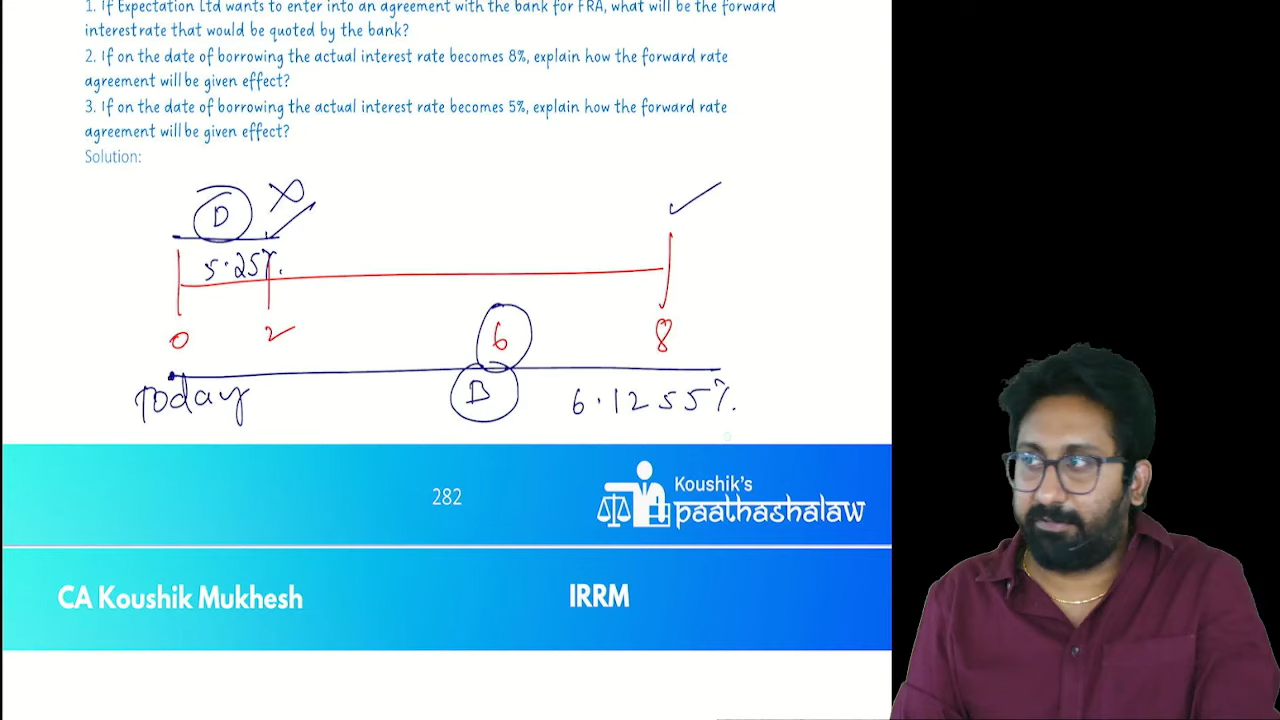 1. If Expectation Ltd wants to enter into an agreement with the bank for FRA, what will be the forward
interestrate that would be quoted by the bank?
2. If on the date of borrowing the actual interest rate becomes 8%, explain how the forward rate
agreement will be given effect?
3. If on the date of borrowing the actual interest rate becomes 5%, explain how the forward rate
agreement will be given effect?
Solution:
D
5.25%.
0 2 6 8
Today B 6.1255%.
282
Koushik's
paathashalaw
CA Koushik Mukhesh IRRM